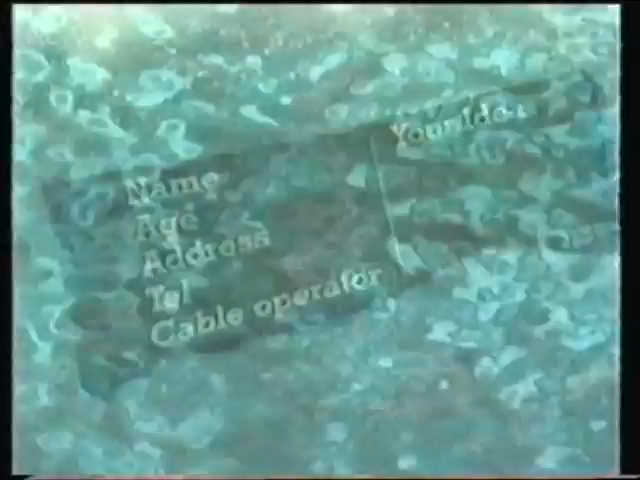 Name
Age
Address
Tel
Cable operator
Your idea